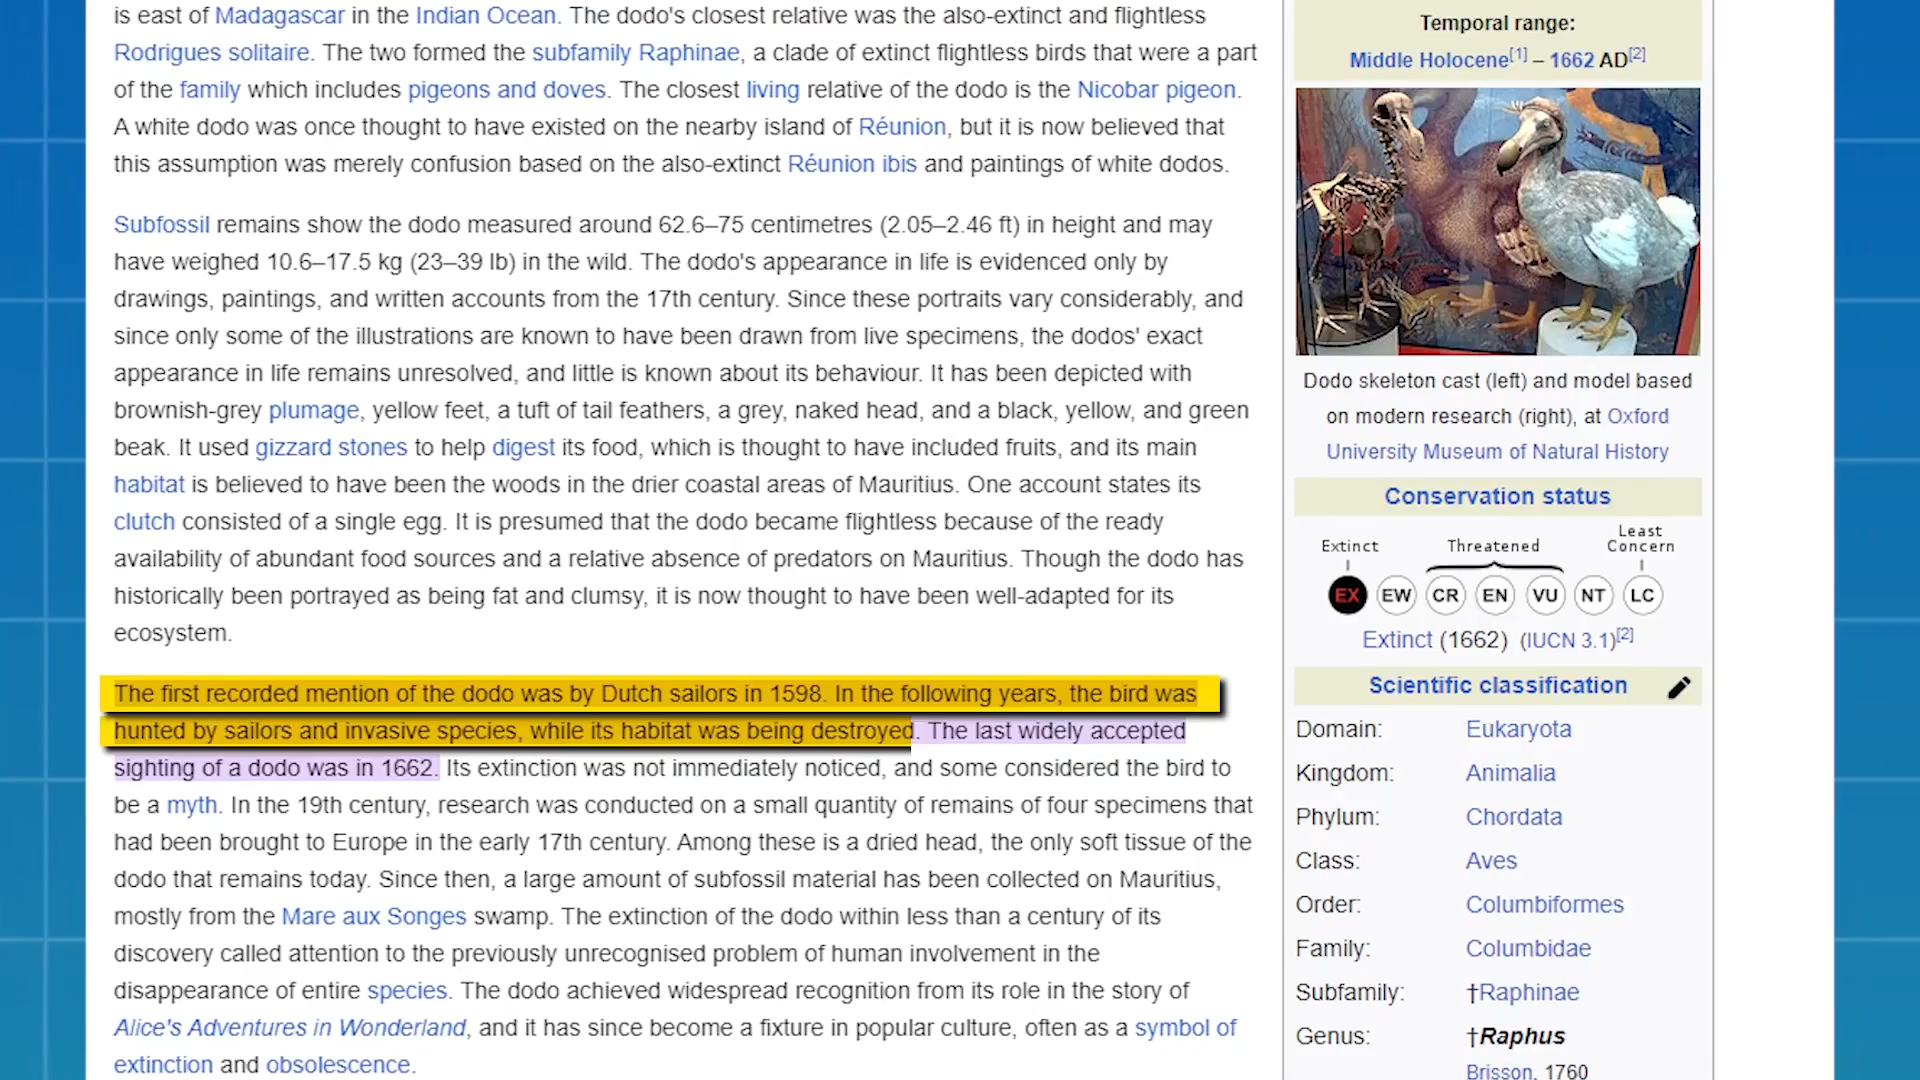 is east of Madagascar in the Indian Ocean. The dodo's closest relative was the also-extinct and flightless
Rodrigues solitaire. The two formed the subfamily Raphinae, a clade of extinct flightless birds that were a part
of the family which includes pigeons and doves. The closest living relative of the dodo is the Nicobar pigeon.
A white dodo was once thought to have existed on the nearby island of Réunion, but it is now believed that
this assumption was merely confusion based on the also-extinct Réunion ibis and paintings of white dodos.
Subfossil remains show the dodo measured around 62.6–75 centimetres (2.05–2.46 ft) in height and may
have weighed 10.6–17.5 kg (23–39 lb) in the wild. The dodo's appearance in life is evidenced only by
drawings, paintings, and written accounts from the 17th century. Since these portraits vary considerably, and
since only some of the illustrations are known to have been drawn from live specimens, the dodos' exact
appearance in life remains unresolved, and little is known about its behaviour. It has been depicted with
brownish-grey plumage, yellow feet, a tuft of tail feathers, a grey, naked head, and a black, yellow, and green
beak. It used gizzard stones to help digest its food, which is thought to have included fruits, and its main
habitat is believed to have been the woods in the drier coastal areas of Mauritius. One account states its
clutch consisted of a single egg. It is presumed that the dodo became flightless because of the ready
availability of abundant food sources and a relative absence of predators on Mauritius. Though the dodo has
historically been portrayed as being fat and clumsy, it is now thought to have been well-adapted for its
ecosystem.
The first recorded mention of the dodo was by Dutch sailors in 1598. In the following years, the bird was
hunted by sailors and invasive species, while its habitat was being destroyed. The last widely accepted
sighting of a dodo was in 1662. Its extinction was not immediately noticed, and some considered the bird to
be a myth. In the 19th century, research was conducted on a small quantity of remains of four specimens that
had been brought to Europe in the early 17th century. Among these is a dried head, the only soft tissue of the
dodo that remains today. Since then, a large amount of subfossil material has been collected on Mauritius,
mostly from the Mare aux Songes swamp. The extinction of the dodo within less than a century of its
discovery called attention to the previously unrecognised problem of human involvement in the
disappearance of entire species. The dodo achieved widespread recognition from its role in the story of
Alice's Adventures in Wonderland, and it has since become a fixture in popular culture, often as a symbol of
extinction and obsolescence.
Temporal range:
Middle Holocene[1] – 1662 AD[2]
Dodo skeleton cast (left) and model based
on modern research (right), at Oxford
University Museum of Natural History
Conservation status
Extinct Threatened Least Concern
EX EW CR EN VU NT LC
Extinct (1662) (IUCN 3.1)[2]
Scientific classification
Domain: Eukaryota
Kingdom: Animalia
Phylum: Chordata
Class: Aves
Order: Columbiformes
Family: Columbidae
Subfamily: †Raphinae
Genus: †Raphus
Brisson, 1760